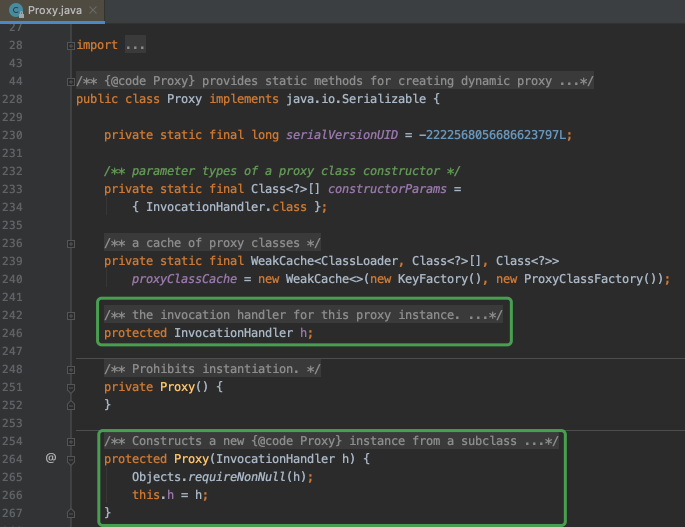 Proxy.java
27
28 import ...
43
44 /** {@code Proxy} provides static methods for creating dynamic proxy ...*/
228 public class Proxy implements java.io.Serializable {
229
230 private static final long serialVersionUID = -2222568056686623797L;
231
232 /** parameter types of a proxy class constructor */
233 private static final Class<?>[] constructorParams =
234 { InvocationHandler.class };
235
236 /** a cache of proxy classes */
239 private static final WeakCache<ClassLoader, Class<?>[], Class<?>>
240 proxyClassCache = new WeakCache<>(new KeyFactory(), new ProxyClassFactory());
241
242 /** the invocation handler for this proxy instance. ...*/
246 protected InvocationHandler h;
247
248 /** Prohibits instantiation. */
251 private Proxy() {
252 }
253
254 /** Constructs a new {@code Proxy} instance from a subclass ...*/
264 @ protected Proxy(InvocationHandler h) {
265 Objects.requireNonNull(h);
266 this.h = h;
267 }